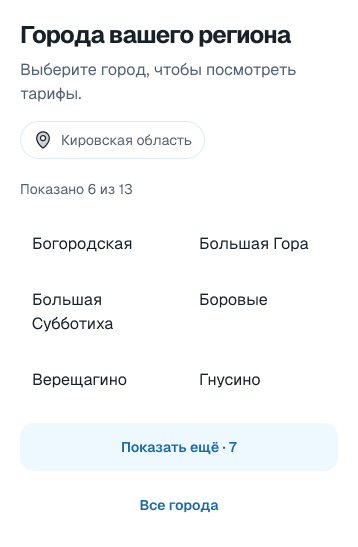 Города вашего региона
Выберите город, чтобы посмотреть
тарифы.
Кировская область
Показано 6 из 13
Богородская
Большая Гора
Большая
Субботиха
Боровые
Верещагино
Гнусино
Показать ещё · 7
Все города